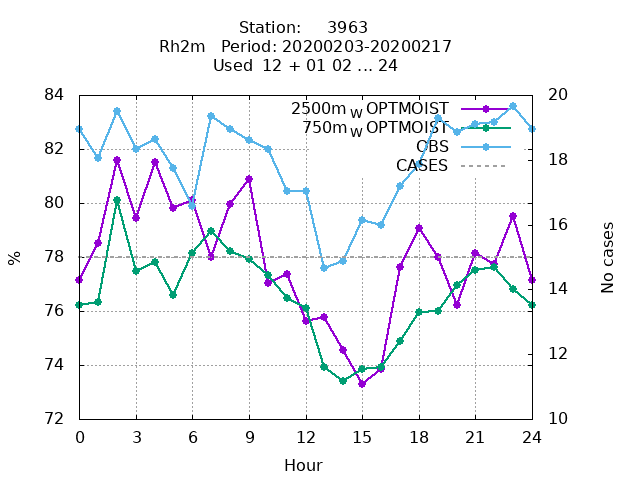 Station: 3963
Rh2m Period: 20200203-20200217
Used 12 + 01 02 ... 24
84
82
80
78
76
74
72
20
18
16
14
12
10
2500m_W OPTMOIST
750m_W OPTMOIST
OBS
CASES
%
No cases
0 3 6 9 12 15 18 21 24
Hour